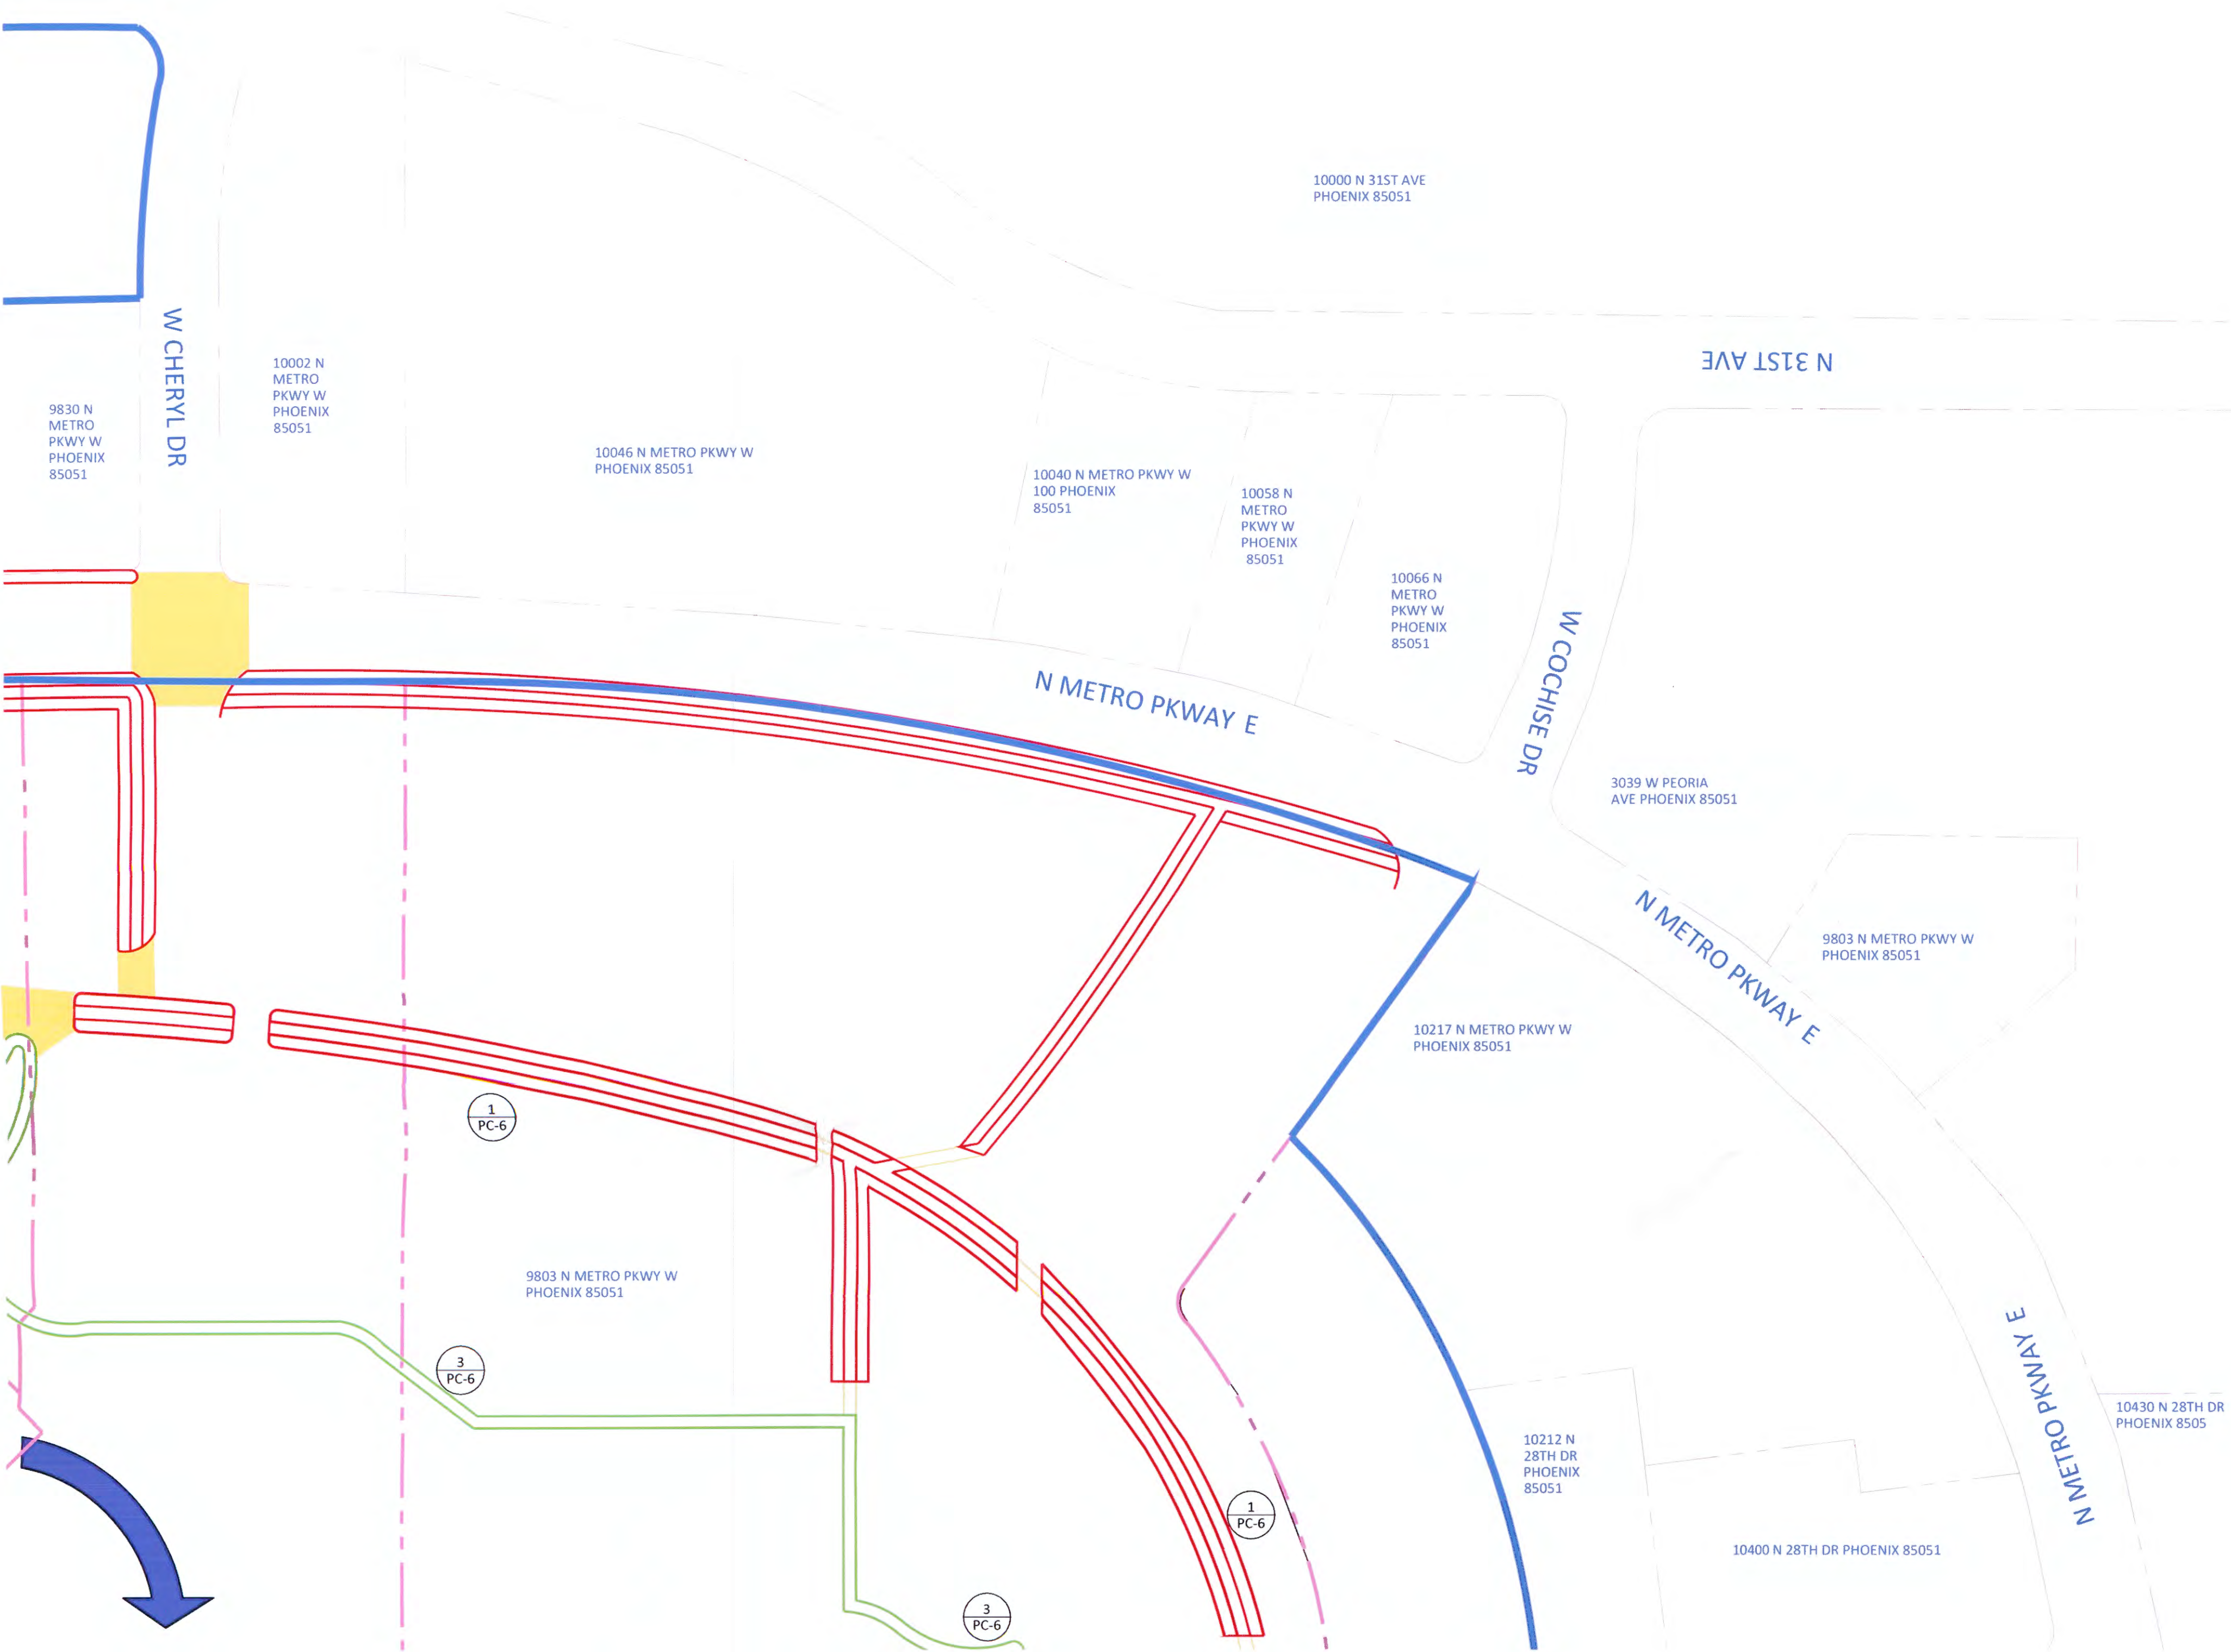 10000 N 31ST AVE
PHOENIX 85051
N 31ST AVE
W CHERYL DR
10002 N
METRO
PKWY W
PHOENIX
85051
9830 N
METRO
PKWY W
PHOENIX
85051
10046 N METRO PKWY W
PHOENIX 85051
10040 N METRO PKWY W
100 PHOENIX
85051
10058 N
METRO
PKWY W
PHOENIX
85051
10066 N
METRO
PKWY W
PHOENIX
85051
W COCHISE DR
N METRO PKWAY E
3039 W PEORIA
AVE PHOENIX 85051
N METRO PKWAY E
9803 N METRO PKWY W
PHOENIX 85051
10217 N METRO PKWY W
PHOENIX 85051
1
PC-6
9803 N METRO PKWY W
PHOENIX 85051
3
PC-6
N METRO PKWAY E
10430 N 28TH DR
PHOENIX 8505
10212 N
28TH DR
PHOENIX
85051
1
PC-6
10400 N 28TH DR PHOENIX 85051
3
PC-6